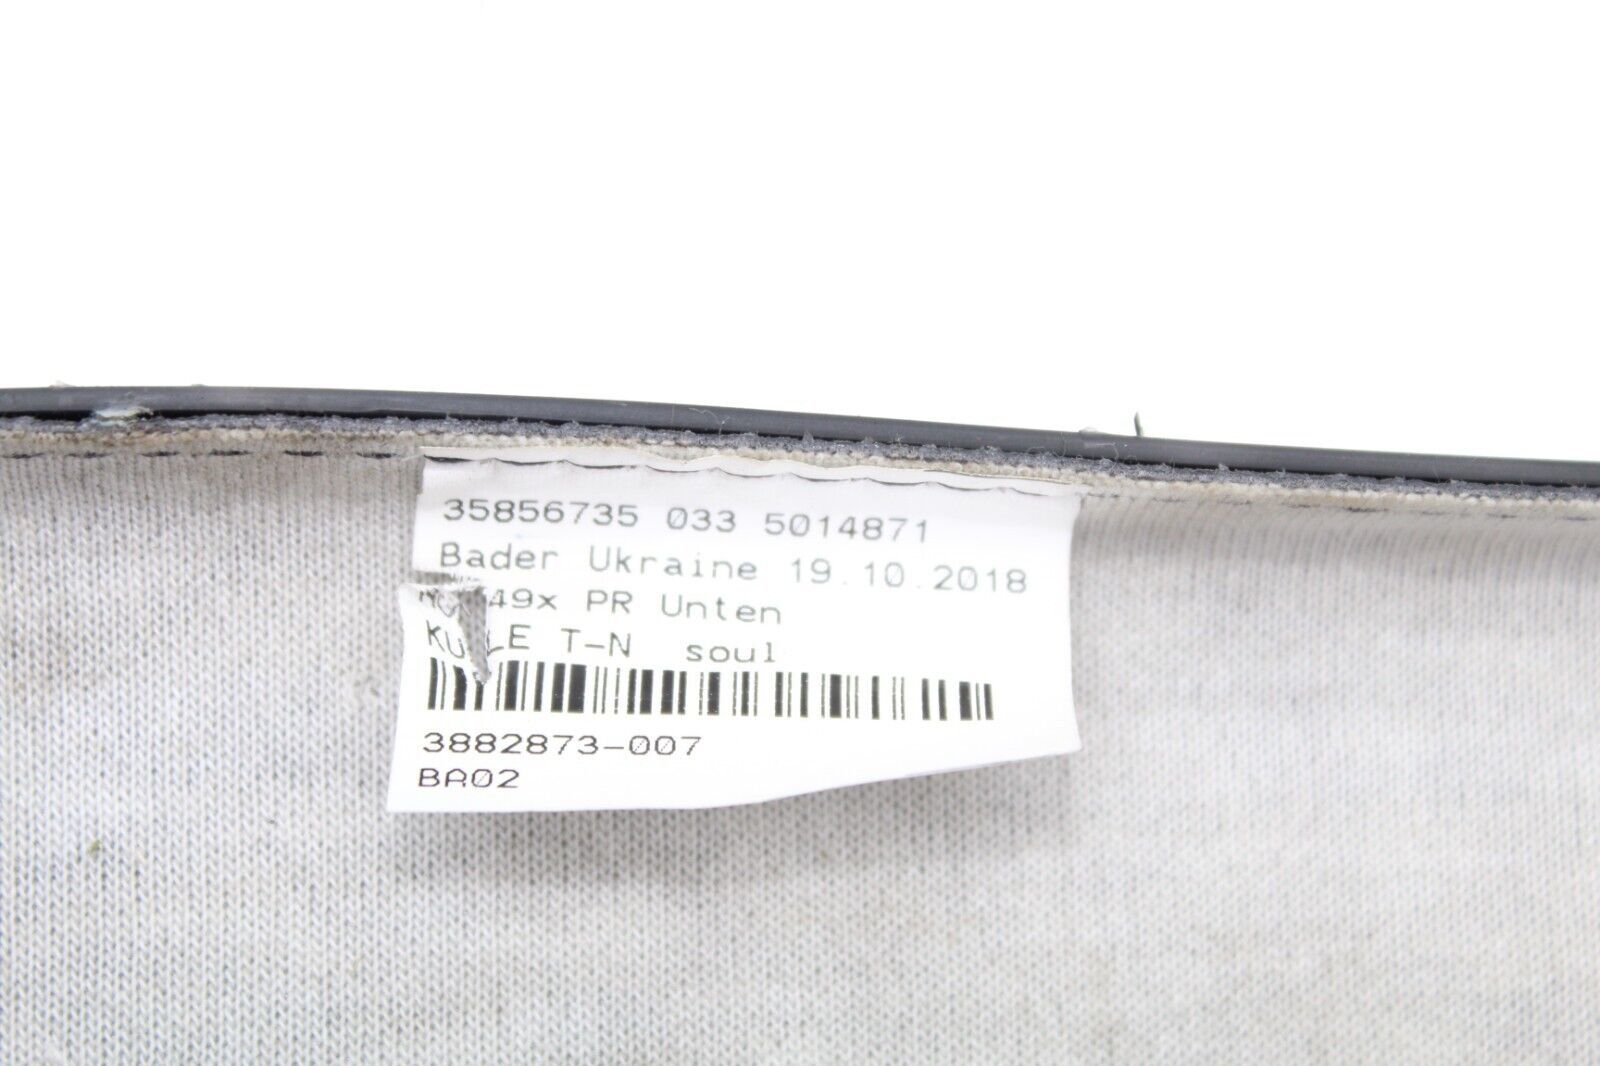 35856735 033 5014871
Bader Ukraine 19.10.2018
PR Unten
T-N soul
3882873-007
BA02